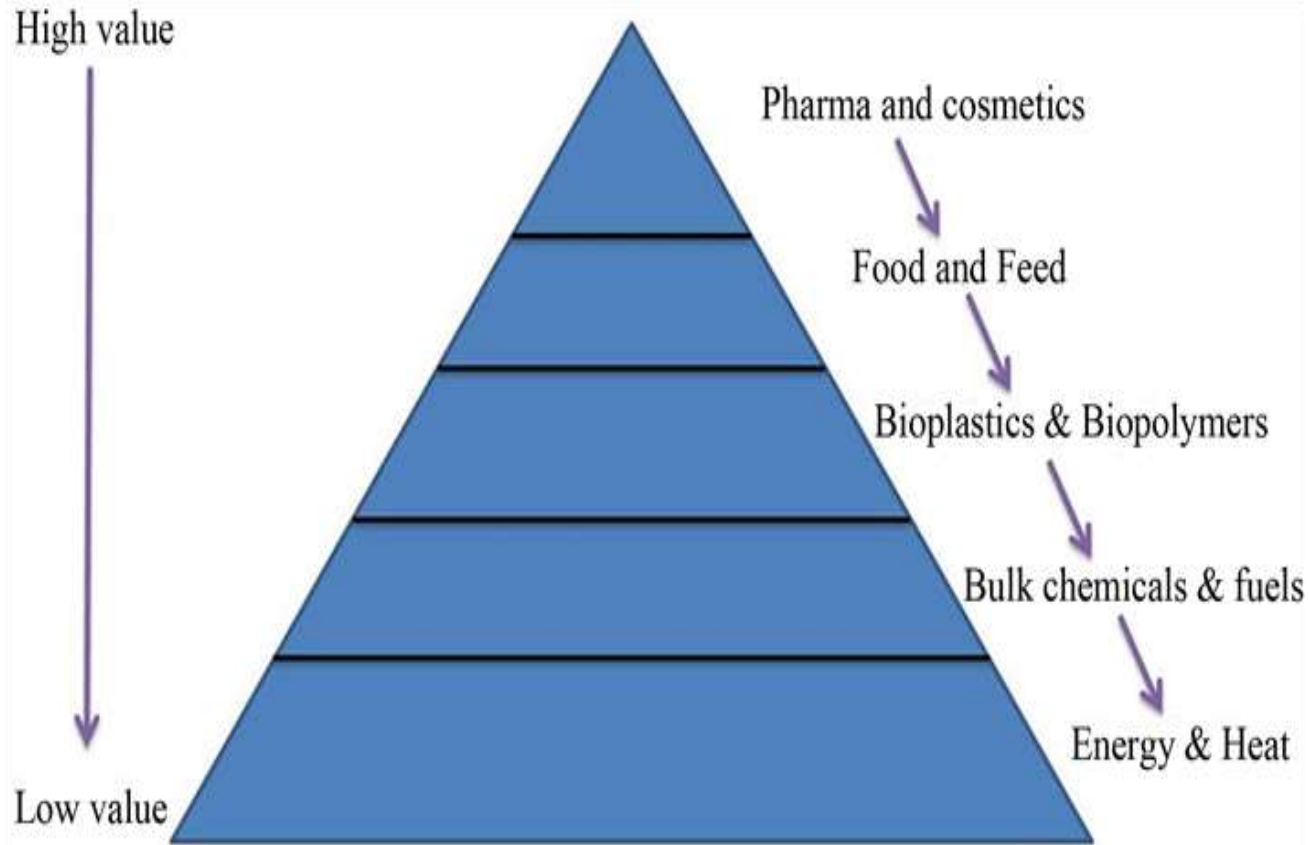 High value
Pharma and cosmetics
Food and Feed
Bioplastics & Biopolymers
Bulk chemicals & fuels
Energy & Heat
Low value